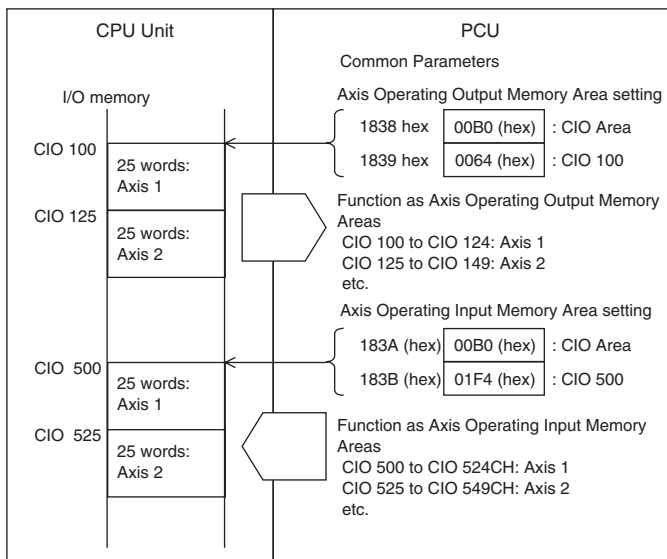 CPU Unit
PCU
Common Parameters
I/O memory
Axis Operating Output Memory Area setting
1838 hex 00B0 (hex) : CIO Area
CIO 100
1839 hex 0064 (hex) : CIO 100
25 words:
Axis 1
CIO 125
25 words:
Axis 2
Function as Axis Operating Output Memory
Areas
CIO 100 to CIO 124: Axis 1
CIO 125 to CIO 149: Axis 2
etc.
Axis Operating Input Memory Area setting
183A (hex) 00B0 (hex) : CIO Area
CIO 500
183B (hex) 01F4 (hex) : CIO 500
25 words:
Axis 1
CIO 525
25 words:
Axis 2
Function as Axis Operating Input Memory
Areas
CIO 500 to CIO 524CH: Axis 1
CIO 525 to CIO 549CH: Axis 2
etc.